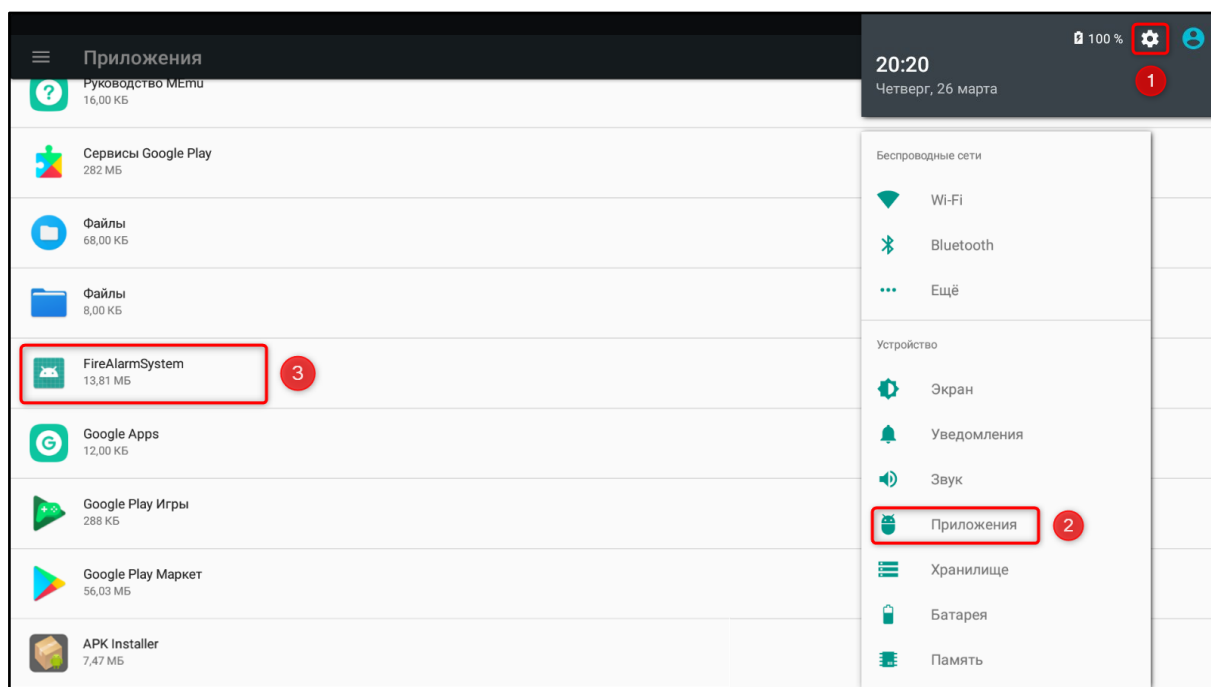 Приложения
Руководство MEmu
16,00 КБ
Сервисы Google Play
282 МБ
Файлы
68,00 КБ
Файлы
8,00 КБ
FireAlarmSystem
13,81 МБ
3
Google Apps
12,00 КБ
Google Play Игры
288 КБ
Google Play Маркет
56,03 МБ
APK Installer
7,47 МБ
100 %
20:20
1
Четверг, 26 марта
Беспроводные сети
Wi-Fi
Bluetooth
Ещё
Устройство
Экран
Уведомления
Звук
Приложения
2
Хранилище
Батарея
Память